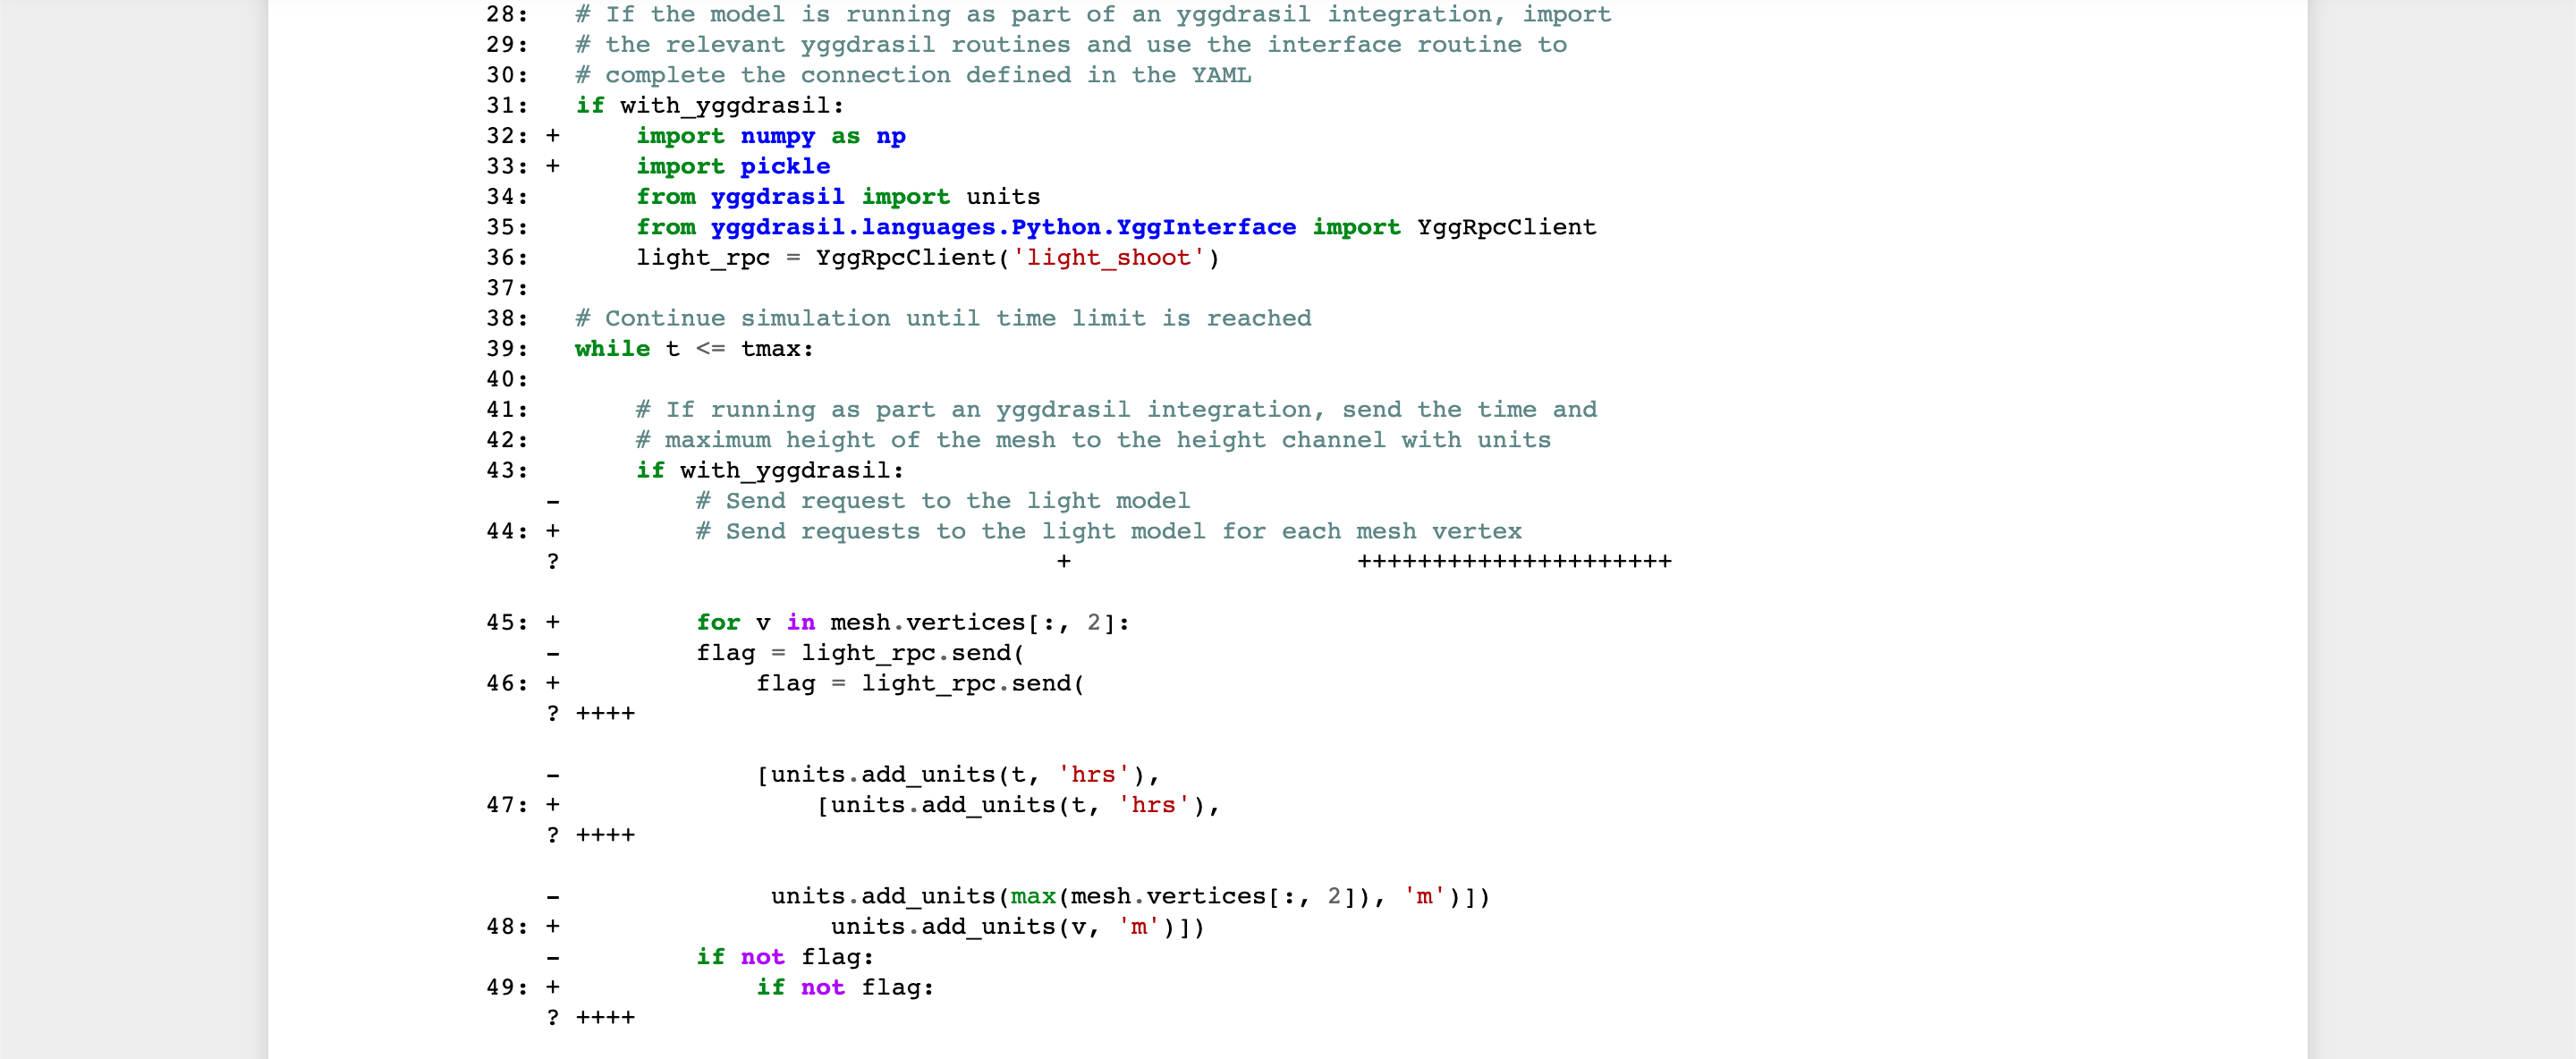 28:   # If the model is running as part of an yggdrasil integration, import
29:   # the relevant yggdrasil routines and use the interface routine to
30:   # complete the connection defined in the YAML
31:   if with_yggdrasil:
32: +     import numpy as np
33: +     import pickle
34:       from yggdrasil import units
35:       from yggdrasil.languages.Python.YggInterface import YggRpcClient
36:       light_rpc = YggRpcClient('light_shoot')
37:
38:   # Continue simulation until time limit is reached
39:   while t <= tmax:
40:
41:       # If running as part an yggdrasil integration, send the time and
42:       # maximum height of the mesh to the height channel with units
43:       if with_yggdrasil:
    -         # Send request to the light model
44: +         # Send requests to the light model for each mesh vertex
    ?                                 +                   +++++++++++++++++++++
45: +         for v in mesh.vertices[:, 2]:
    -         flag = light_rpc.send(
46: +             flag = light_rpc.send(
    ? ++++
    -             [units.add_units(t, 'hrs'),
47: +                 [units.add_units(t, 'hrs'),
    ? ++++
    -              units.add_units(max(mesh.vertices[:, 2]), 'm')])
48: +                  units.add_units(v, 'm')])
    -         if not flag:
49: +             if not flag:
    ? ++++